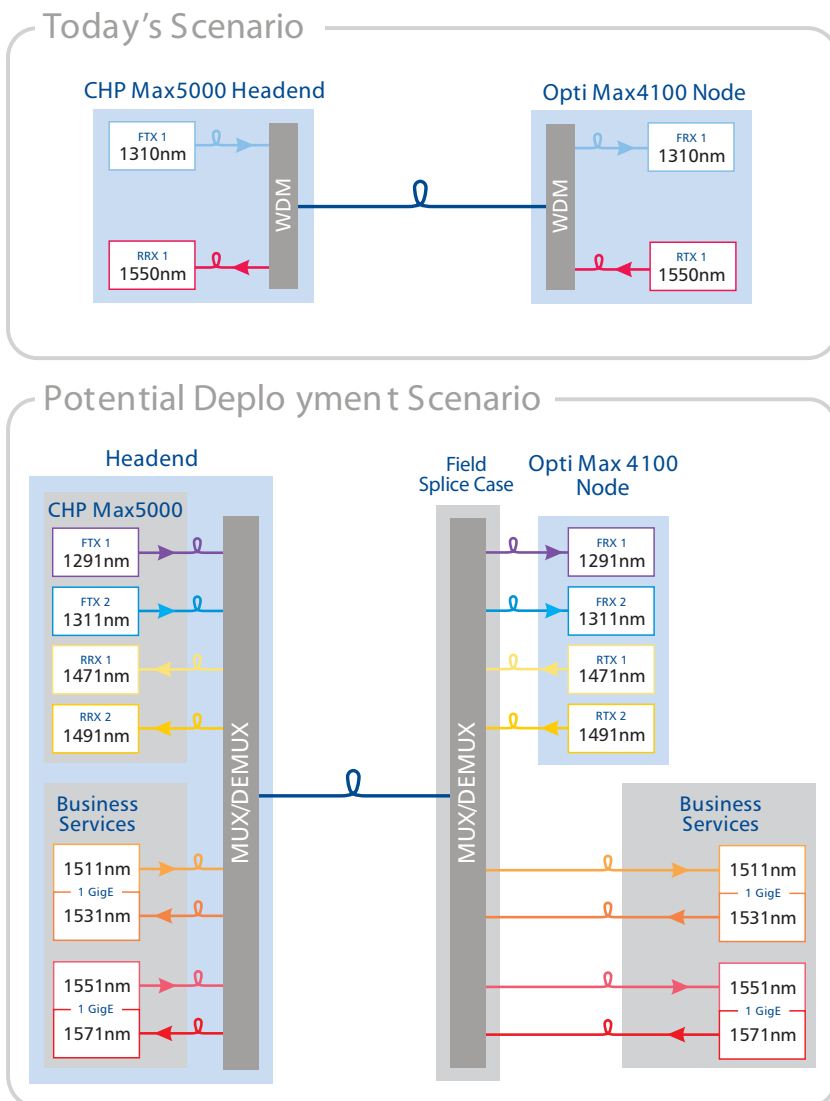 Today's Scenario
CHP Max5000 Headend
Opti Max4100 Node
FTX 1
1310nm
FRX 1
1310nm
WDM
WDM
RRX 1
1550nm
RTX 1
1550nm
Potential Deplo yment Scenario
Headend
Field
Splice Case
Opti Max 4100
Node
CHP Max5000
FTX 1
1291nm
FTX 2
1311nm
RRX 1
1471nm
RRX 2
1491nm
MUX/DEMUX
MUX/DEMUX
FRX 1
1291nm
FRX 2
1311nm
RTX 1
1471nm
RTX 2
1491nm
Business
Services
1511nm
1 GigE
1531nm
1551nm
1 GigE
1571nm
Business
Services
1511nm
1 GigE
1531nm
1551nm
1 GigE
1571nm